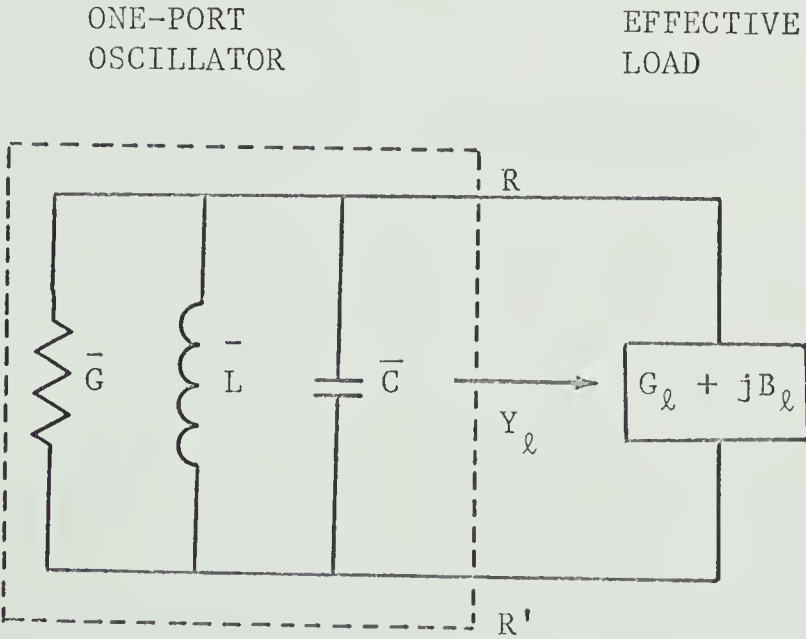 ONE-PORT
OSCILLATOR
EFFECTIVE
LOAD
R
G̅
L̅
C̅
Y_ℓ
G_ℓ + jB_ℓ
R'